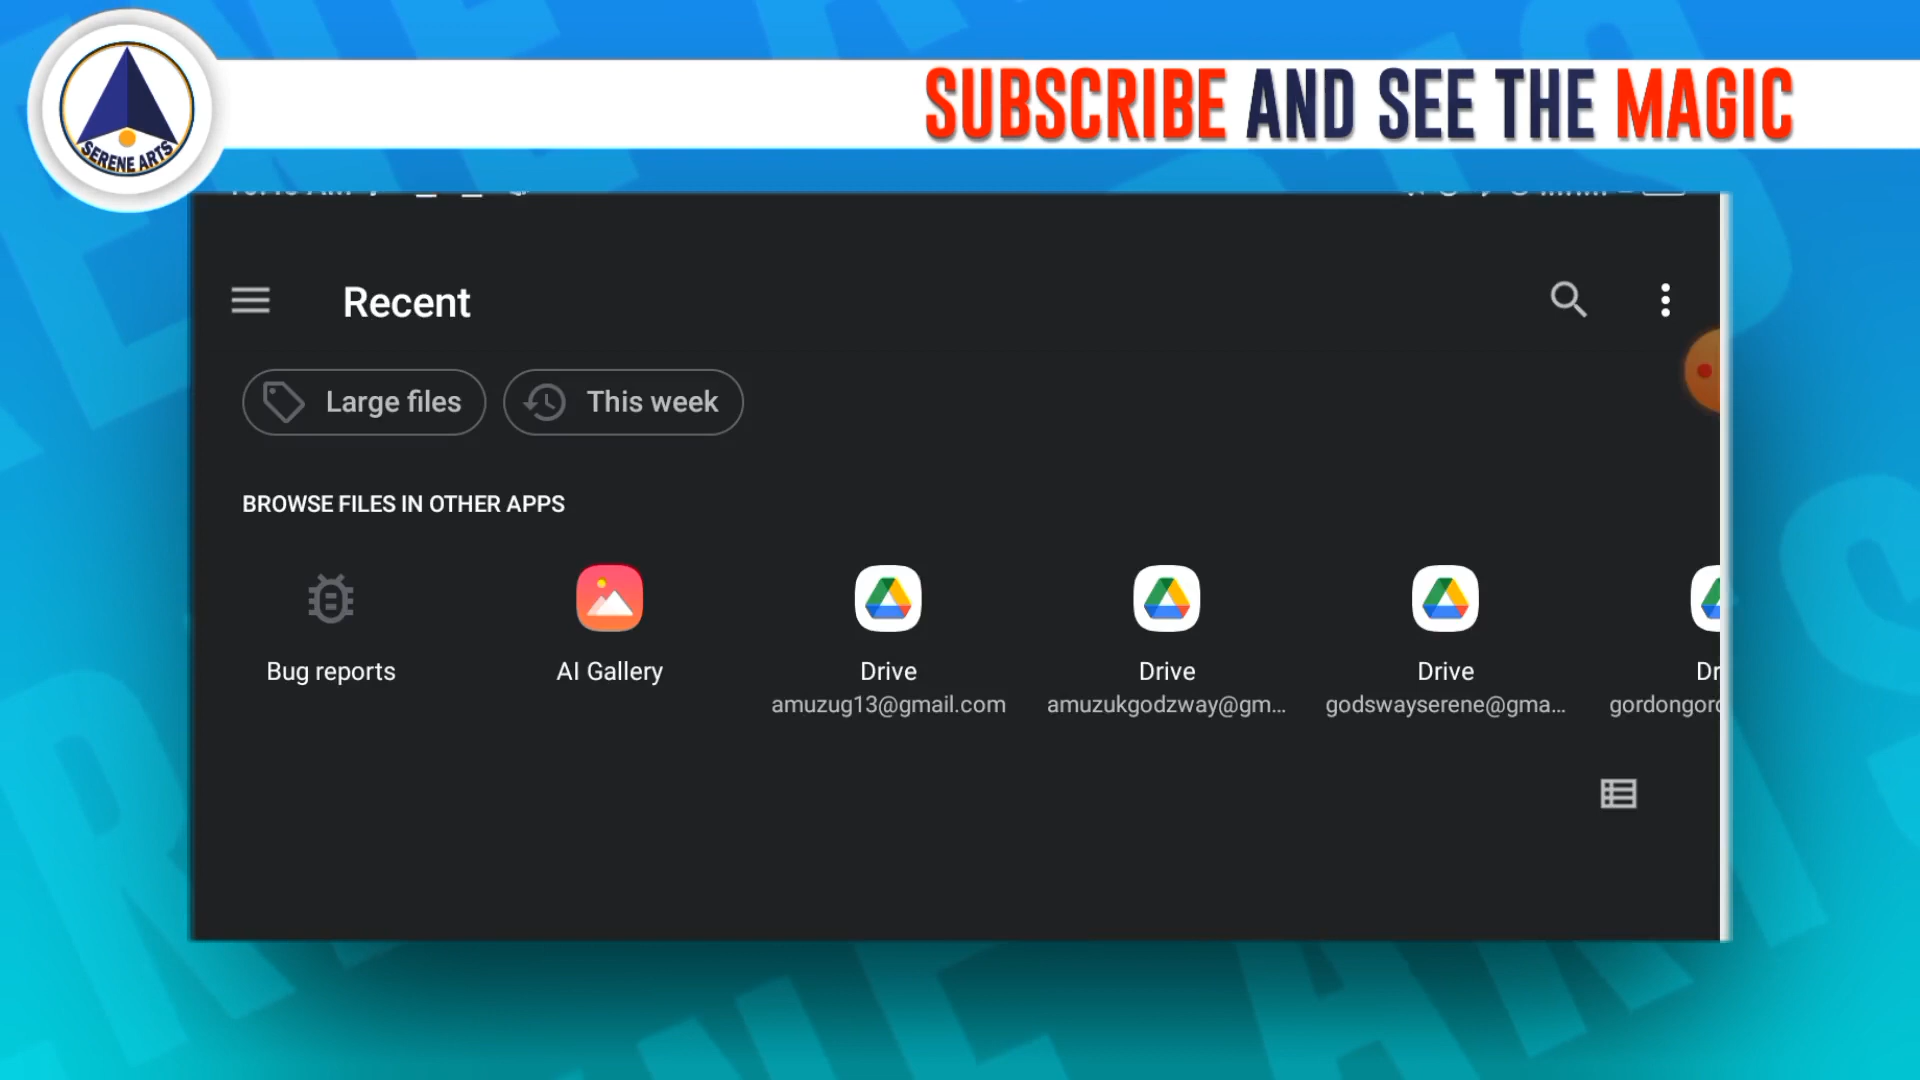 SERENE ARTS
SUBSCRIBE AND SEE THE MAGIC
Recent
Large files
This week
BROWSE FILES IN OTHER APPS
Bug reports
AI Gallery
Drive
amuzug13@gmail.com
Drive
amuzukgodzway@gm...
Drive
godswayserene@gma...